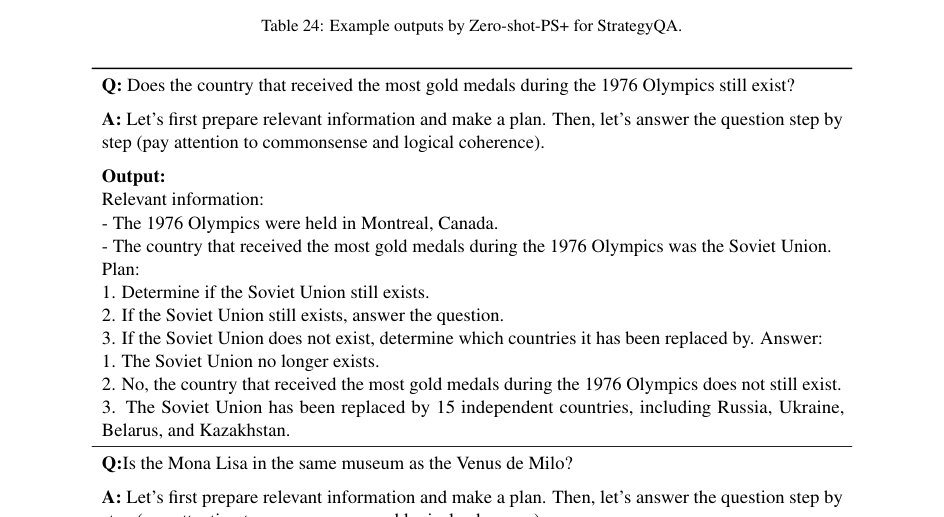 Table 24: Example outputs by Zero-shot-PS+ for StrategyQA.
Q: Does the country that received the most gold medals during the 1976 Olympics still exist?
A: Let's first prepare relevant information and make a plan. Then, let's answer the question step by
step (pay attention to commonsense and logical coherence).
Output:
Relevant information:
- The 1976 Olympics were held in Montreal, Canada.
- The country that received the most gold medals during the 1976 Olympics was the Soviet Union.
Plan:
1. Determine if the Soviet Union still exists.
2. If the Soviet Union still exists, answer the question.
3. If the Soviet Union does not exist, determine which countries it has been replaced by. Answer:
1. The Soviet Union no longer exists.
2. No, the country that received the most gold medals during the 1976 Olympics does not still exist.
3. The Soviet Union has been replaced by 15 independent countries, including Russia, Ukraine,
Belarus, and Kazakhstan.
Q:Is the Mona Lisa in the same museum as the Venus de Milo?
A: Let's first prepare relevant information and make a plan. Then, let's answer the question step by